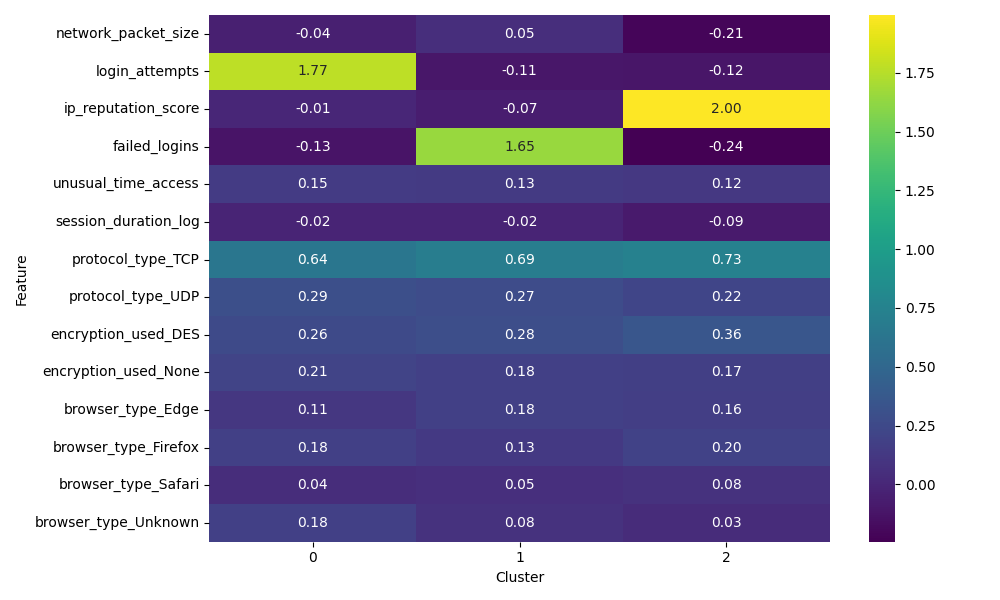 network_packet_size -0.04 0.05 -0.21
login_attempts 1.77 -0.11 -0.12
ip_reputation_score -0.01 -0.07 2.00
failed_logins -0.13 1.65 -0.24
unusual_time_access 0.15 0.13 0.12
session_duration_log -0.02 -0.02 -0.09
protocol_type_TCP 0.64 0.69 0.73
protocol_type_UDP 0.29 0.27 0.22
encryption_used_DES 0.26 0.28 0.36
encryption_used_None 0.21 0.18 0.17
browser_type_Edge 0.11 0.18 0.16
browser_type_Firefox 0.18 0.13 0.20
browser_type_Safari 0.04 0.05 0.08
browser_type_Unknown 0.18 0.08 0.03
0 1 2
Cluster
Feature
1.75
1.50
1.25
1.00
0.75
0.50
0.25
0.00